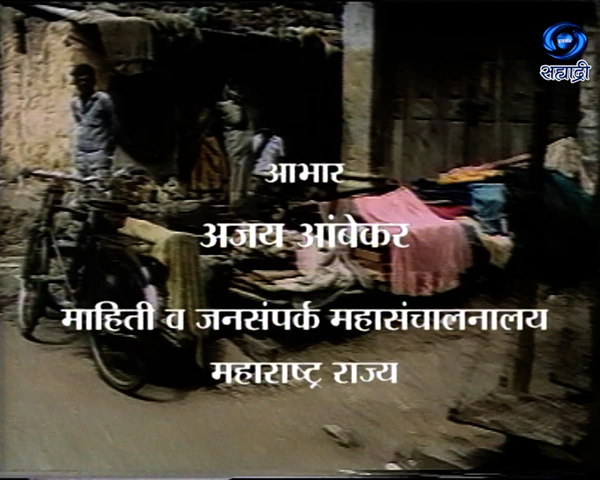 सह्याद्री
आभार
अजय आंबेकर
माहिती व जनसंपर्क महासंचालनालय
महाराष्ट्र राज्य